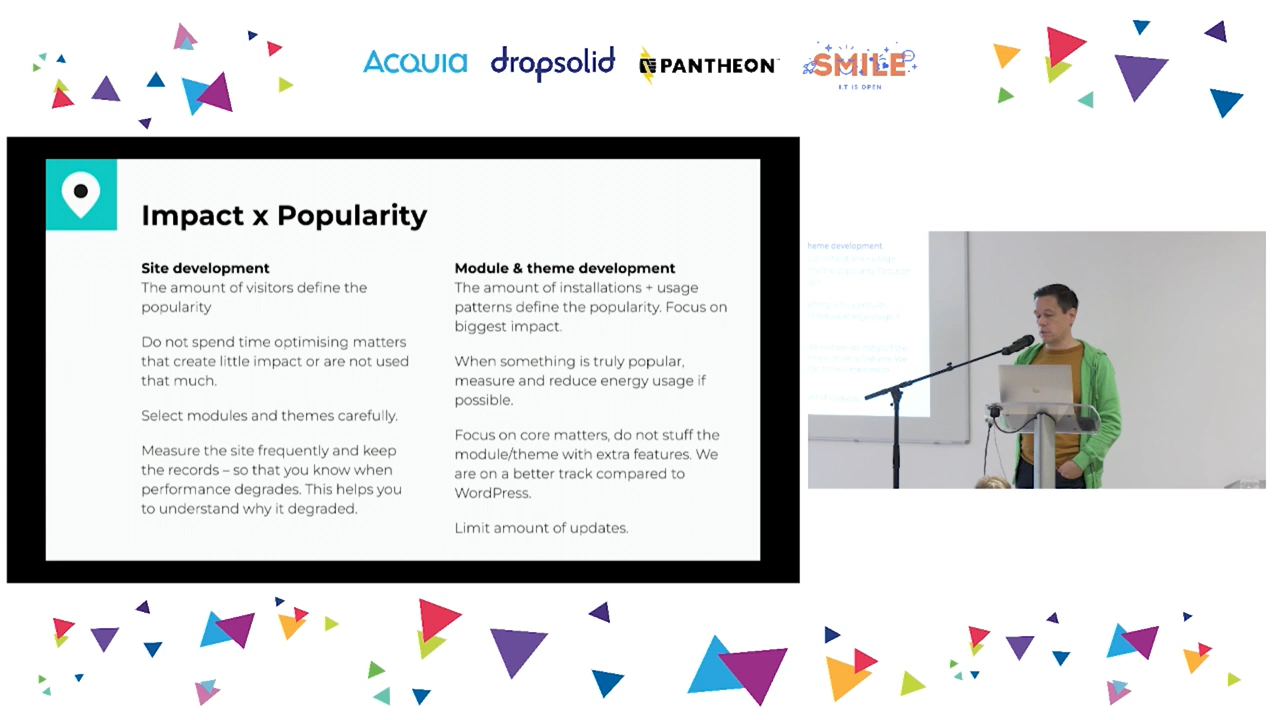 ACQUIA dropsolid PANTHEON SMILE
I.T IS OPEN
Impact x Popularity
Site development
The amount of visitors define the
popularity
Do not spend time optimising matters
that create little impact or are not used
that much.
Select modules and themes carefully.
Measure the site frequently and keep
the records – so that you know when
performance degrades. This helps you
to understand why it degraded.
Module & theme development
The amount of installations + usage
patterns define the popularity. Focus on
biggest impact.
When something is truly popular,
measure and reduce energy usage if
possible.
Focus on core matters, do not stuff the
module/theme with extra features. We
are on a better track compared to
WordPress.
Limit amount of updates.
heme development